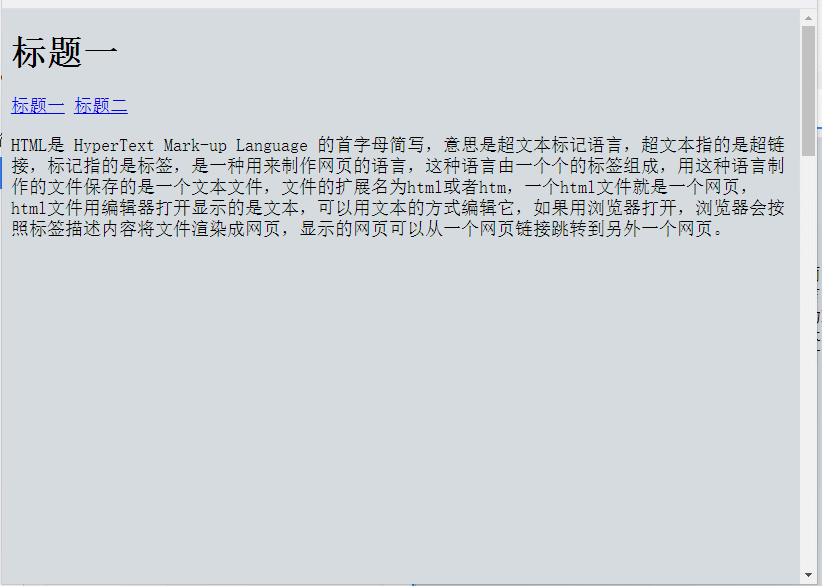 标题一
标题一 标题二
HTML是 HyperText Mark-up Language 的首字母简写，意思是超文本标记语言，超文本指的是超链
接，标记指的是标签，是一种用来制作网页的语言，这种语言由一个个的标签组成，用这种语言制
作的文件保存的是一个文本文件，文件的扩展名为html或者htm，一个html文件就是一个网页，
html文件用编辑器打开显示的是文本，可以用文本的方式编辑它，如果用浏览器打开，浏览器会按
照标签描述内容将文件渲染成网页，显示的网页可以从一个网页链接跳转到另外一个网页。